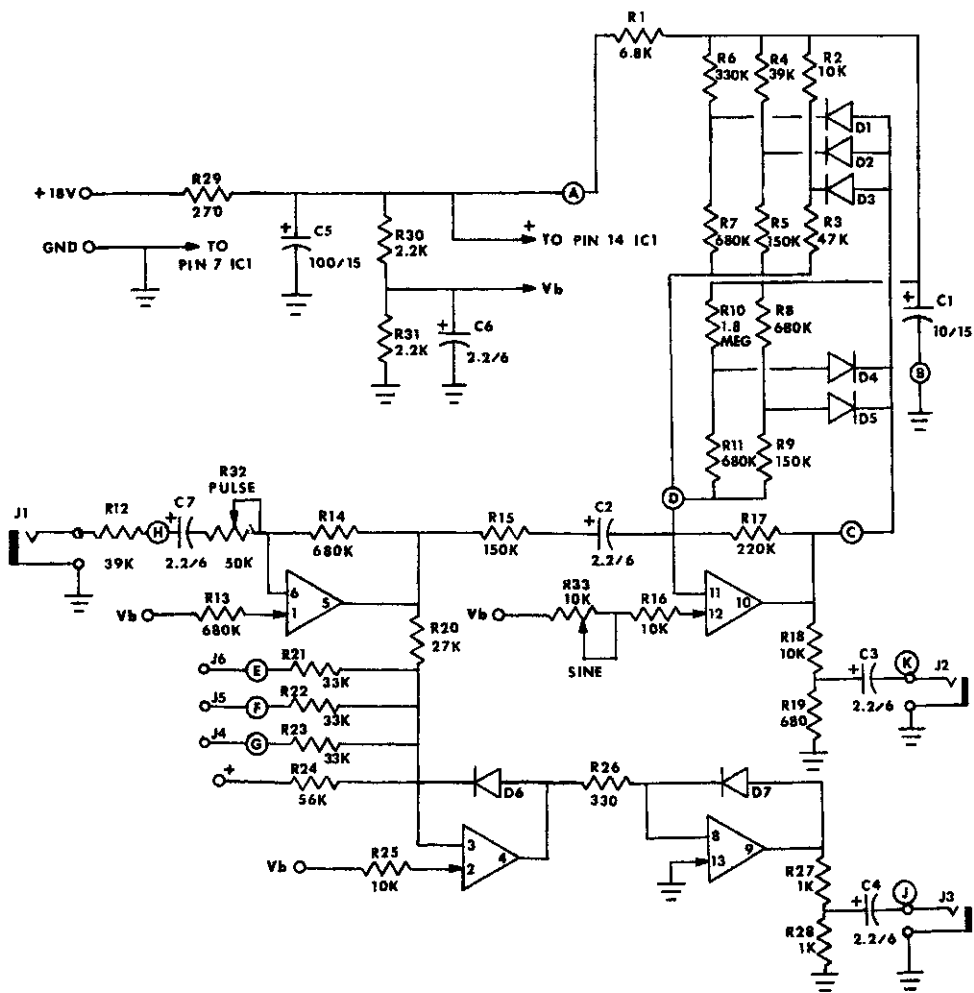 R1
6.8K
R6
330K
R4
39K
R2
10K
D1
D2
D3
+18V
R29
270
A
R7
680K
R5
150K
R3
47K
GND
TO
PIN 7 IC1
C5
+
100/15
R30
2.2K
+
TO PIN 14 IC1
Vb
R31
2.2K
+
C6
2.2/6
R10
1.8
MEG
R8
680K
+
C1
10/15
B
D4
D5
R11
680K
R9
150K
D
J1
R12
39K
H
+
C7
2.2/6
R32
PULSE
50K
R14
680K
R15
150K
+
C2
2.2/6
R17
220K
C
6
1
5
Vb
R13
680K
R33
10K
Vb
SINE
R16
10K
11
12
10
R20
27K
R18
10K
+
C3
2.2/6
K
J2
R19
680
J6
E
R21
33K
J5
F
R22
33K
J4
G
R23
33K
+
R24
56K
D6
R26
330
D7
3
2
4
Vb
R25
10K
8
13
9
R27
1K
+
C4
2.2/6
J
J3
R28
1K